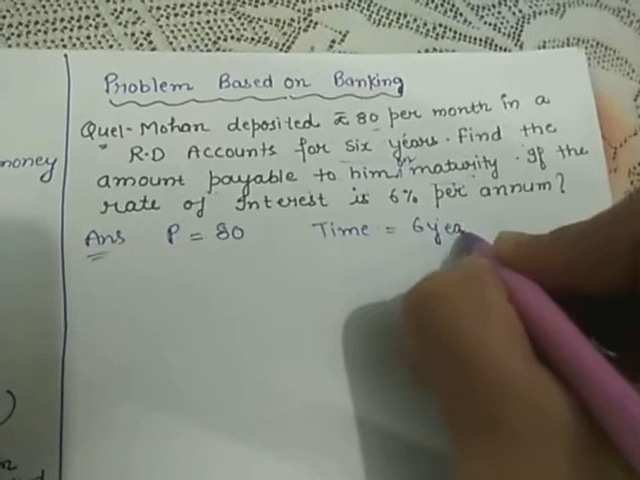 Problem Based on Banking
Que1- Mohan deposited ₹ 80 per month in a
R.D Accounts for six years. Find the
money
amount payable to him on maturity. If the
rate of Interest is 6% per annum?
Ans P = 80 Time = 6 yea
)